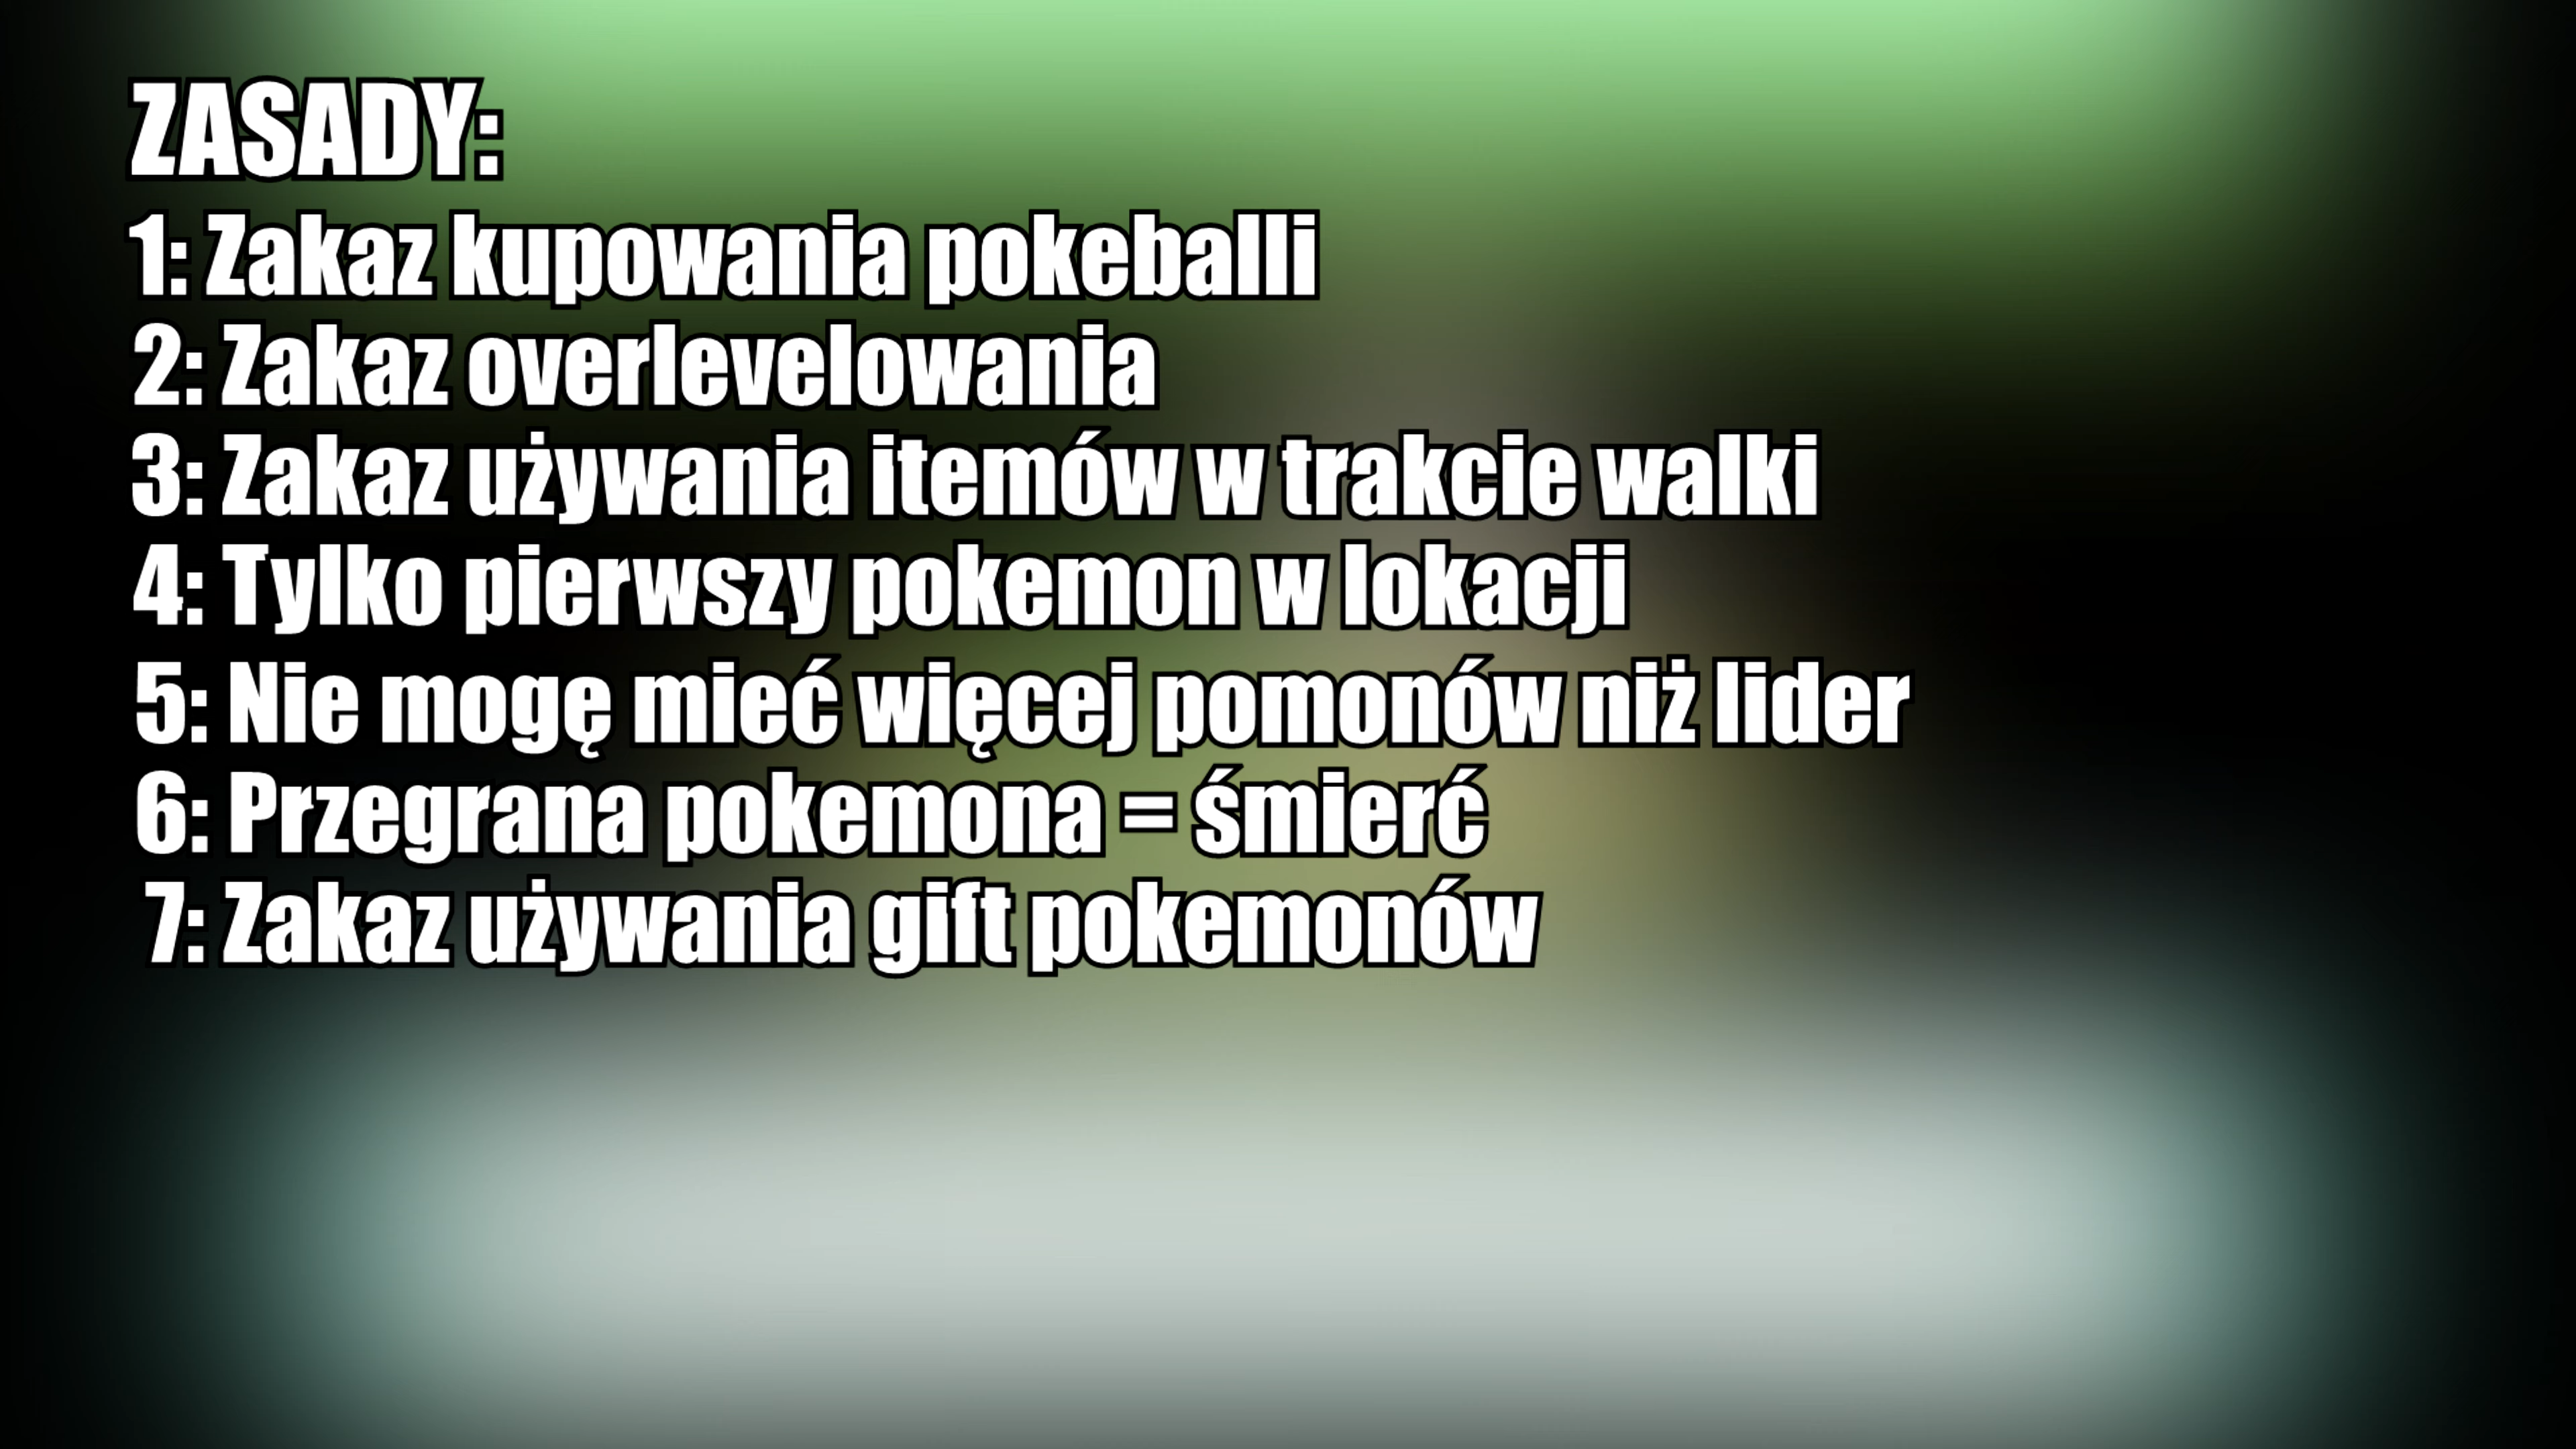 ZASADY:
1: Zakaz kupowania pokeballi
2: Zakaz overlevelowania
3: Zakaz używania itemów w trakcie walki
4: Tylko pierwszy pokemon w lokacji
5: Nie mogę mieć więcej pomonów niż lider
6: Przegrana pokemona = śmierć
7: Zakaz używania gift pokemonów